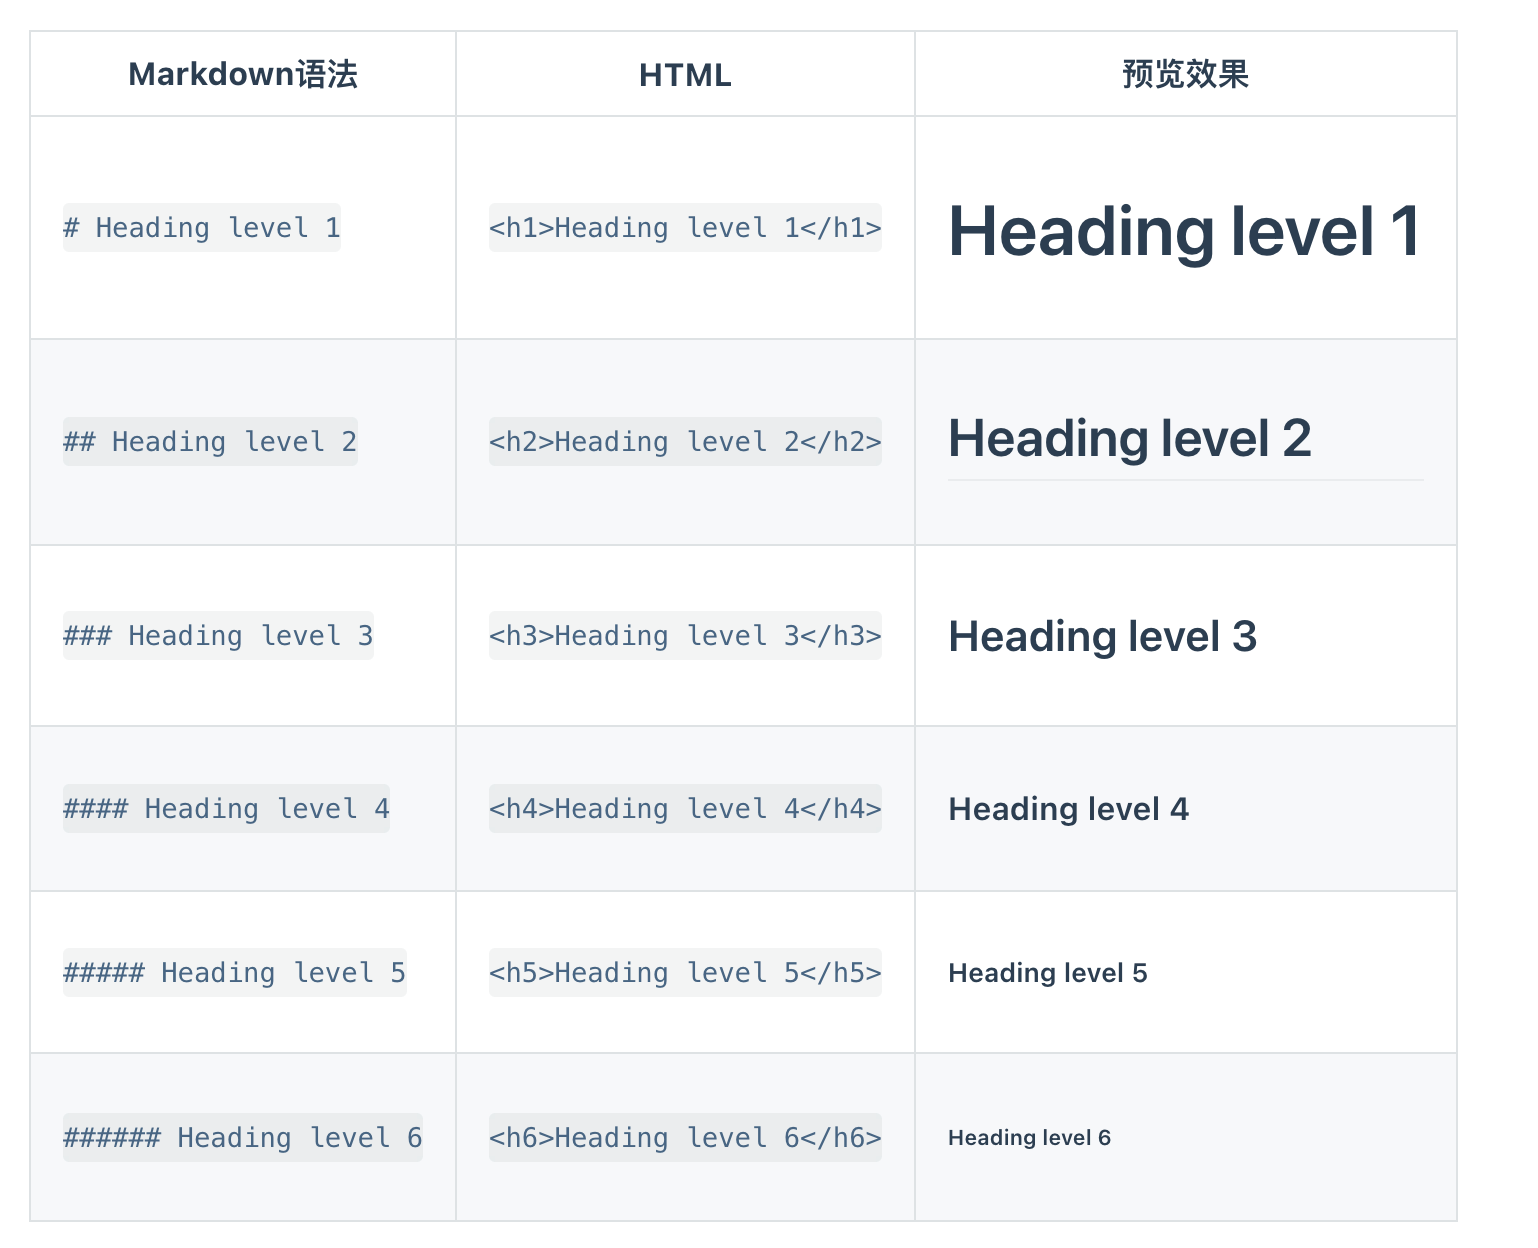 Markdown语法 HTML 预览效果
# Heading level 1 <h1>Heading level 1</h1> Heading level 1
## Heading level 2 <h2>Heading level 2</h2> Heading level 2
### Heading level 3 <h3>Heading level 3</h3> Heading level 3
#### Heading level 4 <h4>Heading level 4</h4> Heading level 4
##### Heading level 5 <h5>Heading level 5</h5> Heading level 5
###### Heading level 6 <h6>Heading level 6</h6> Heading level 6